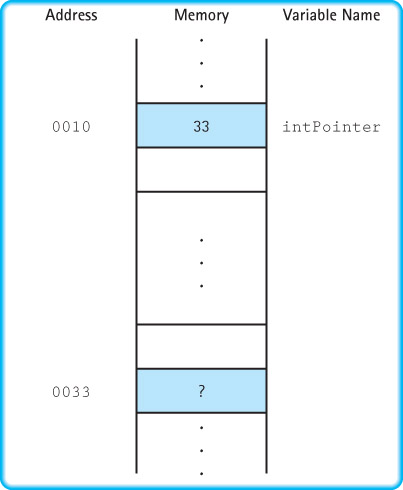 Address Memory Variable Name
0010 33 intPointer
0033 ?